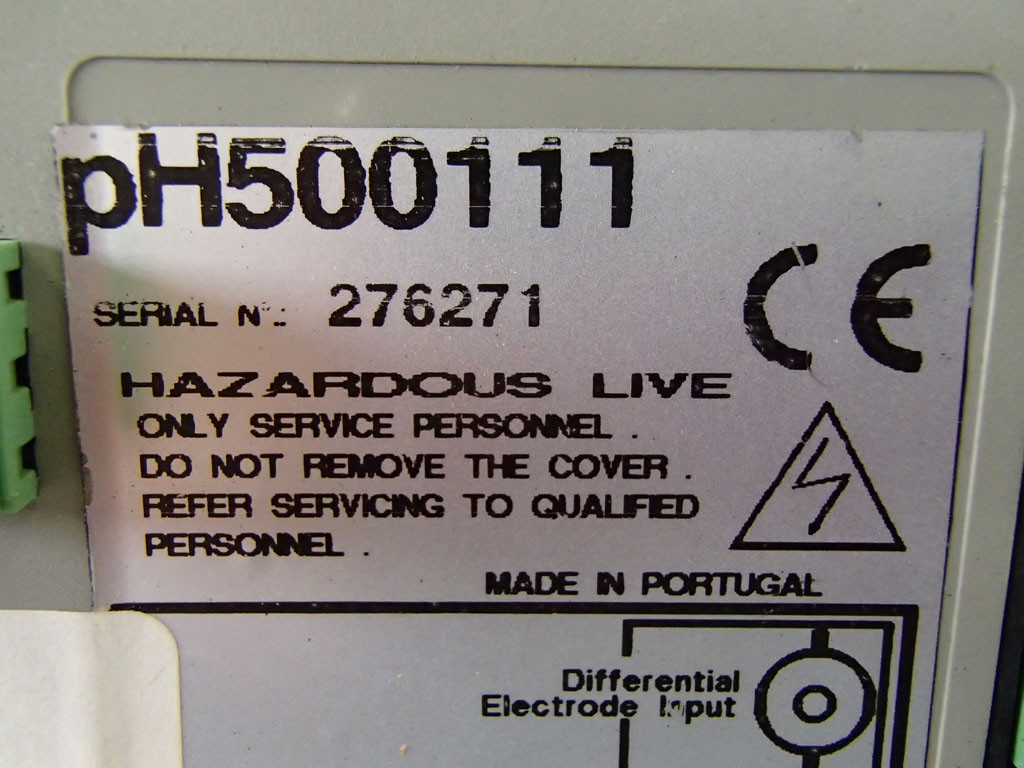 pH500111
SERIAL Nº: 276271
CE
HAZARDOUS LIVE
ONLY SERVICE PERSONNEL .
DO NOT REMOVE THE COVER .
REFER SERVICING TO QUALIFIED
PERSONNEL .
MADE IN PORTUGAL
Differential
Electrode Input